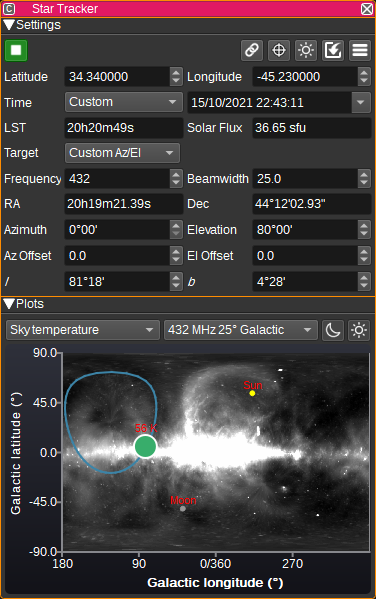 C Star Tracker
Settings
Latitude 34.340000 Longitude -45.230000
Time Custom 15/10/2021 22:43:11
LST 20h20m49s Solar Flux 36.65 sfu
Target Custom Az/El
Frequency 432 Beamwidth 25.0
RA 20h19m21.39s Dec 44°12'02.93"
Azimuth 0°00' Elevation 80°00'
Az Offset 0.0 El Offset 0.0
l 81°18' b 4°28'
Plots
Sky temperature 432 MHz 25° Galactic
90.0
Sun
45.0
0.0
-45.0
Moon
-90.0
180 90 0/360 270
Galactic latitude (°)
Galactic longitude (°)